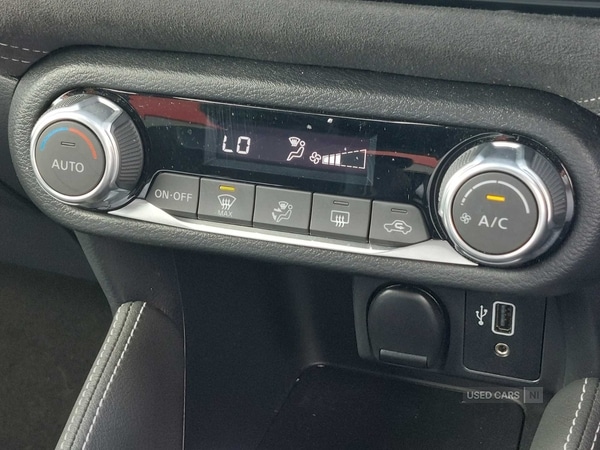 LO
AUTO
ON-OFF
MAX
A/C
USED CARS NI